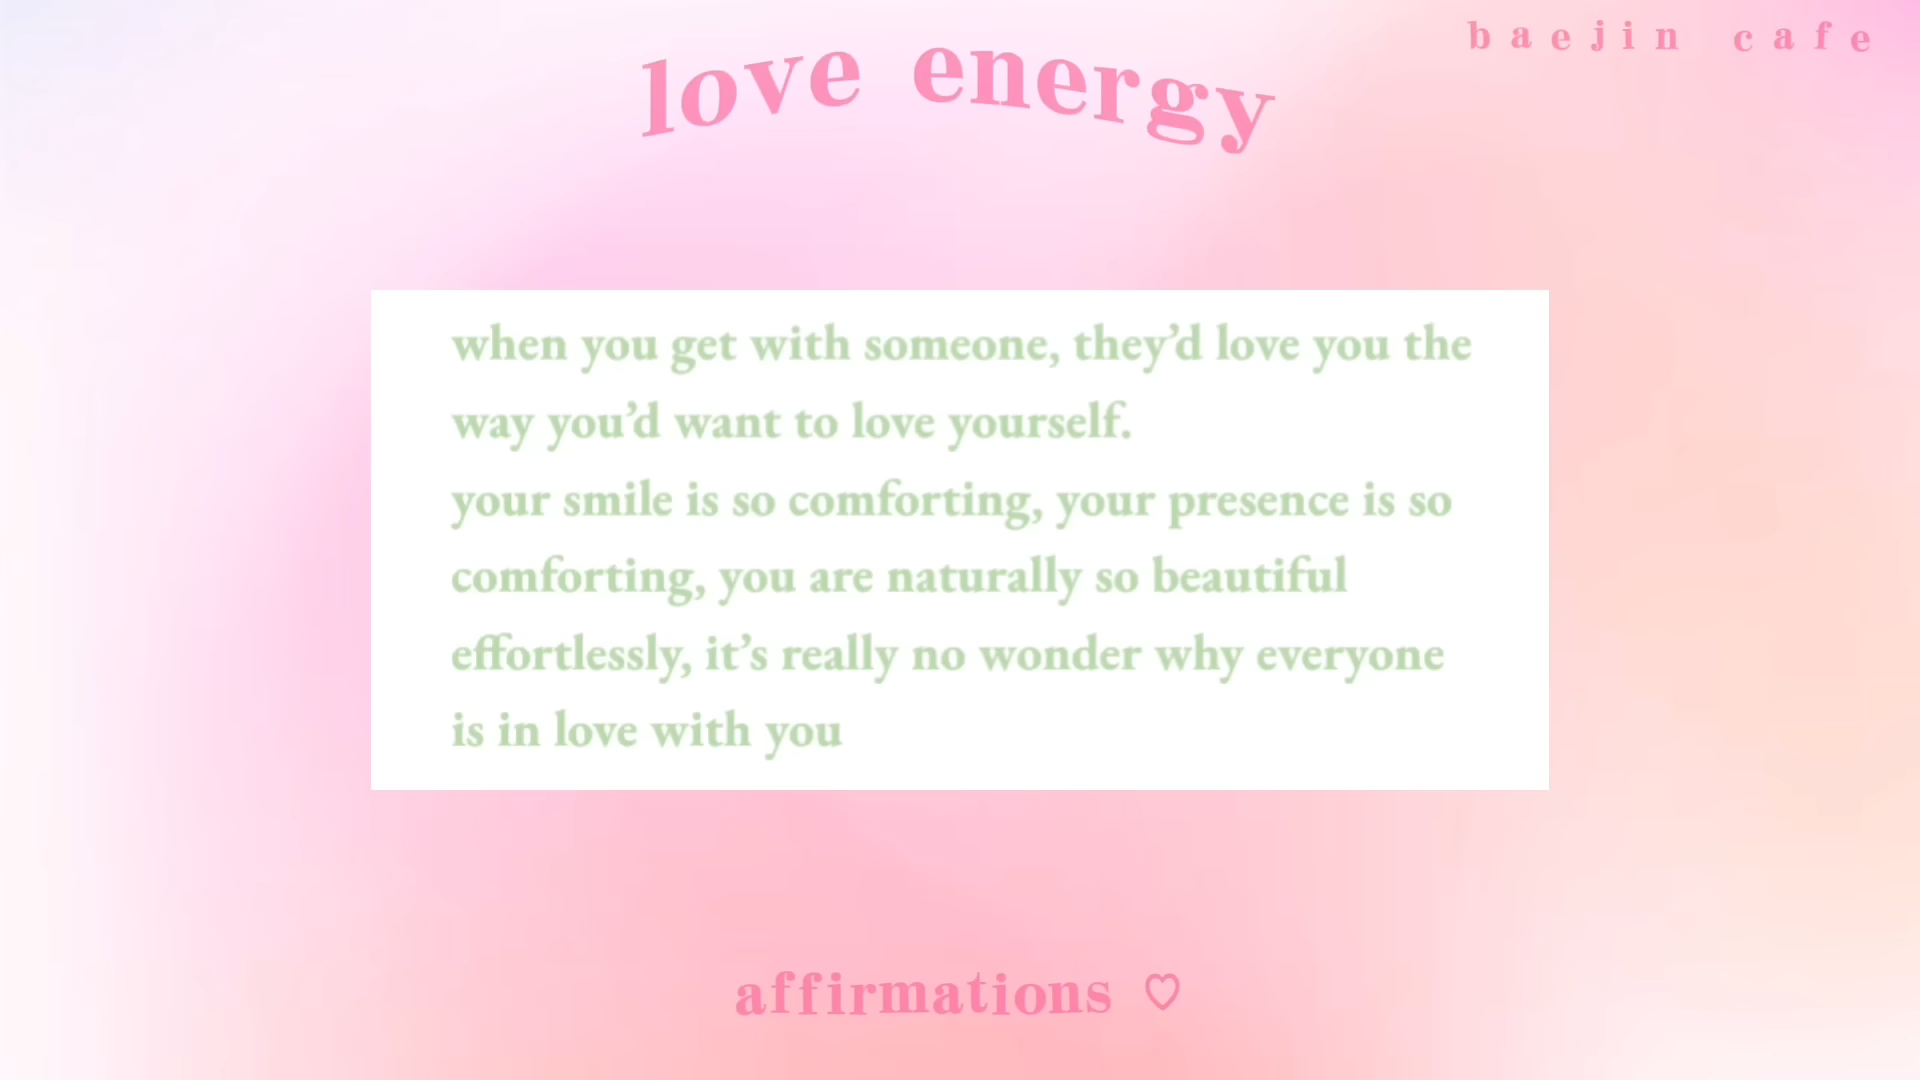 baejin cafe
love energy
when you get with someone, they’d love you the
way you’d want to love yourself.
your smile is so comforting, your presence is so
comforting, you are naturally so beautiful
effortlessly, it’s really no wonder why everyone
is in love with you
affirmations ♡